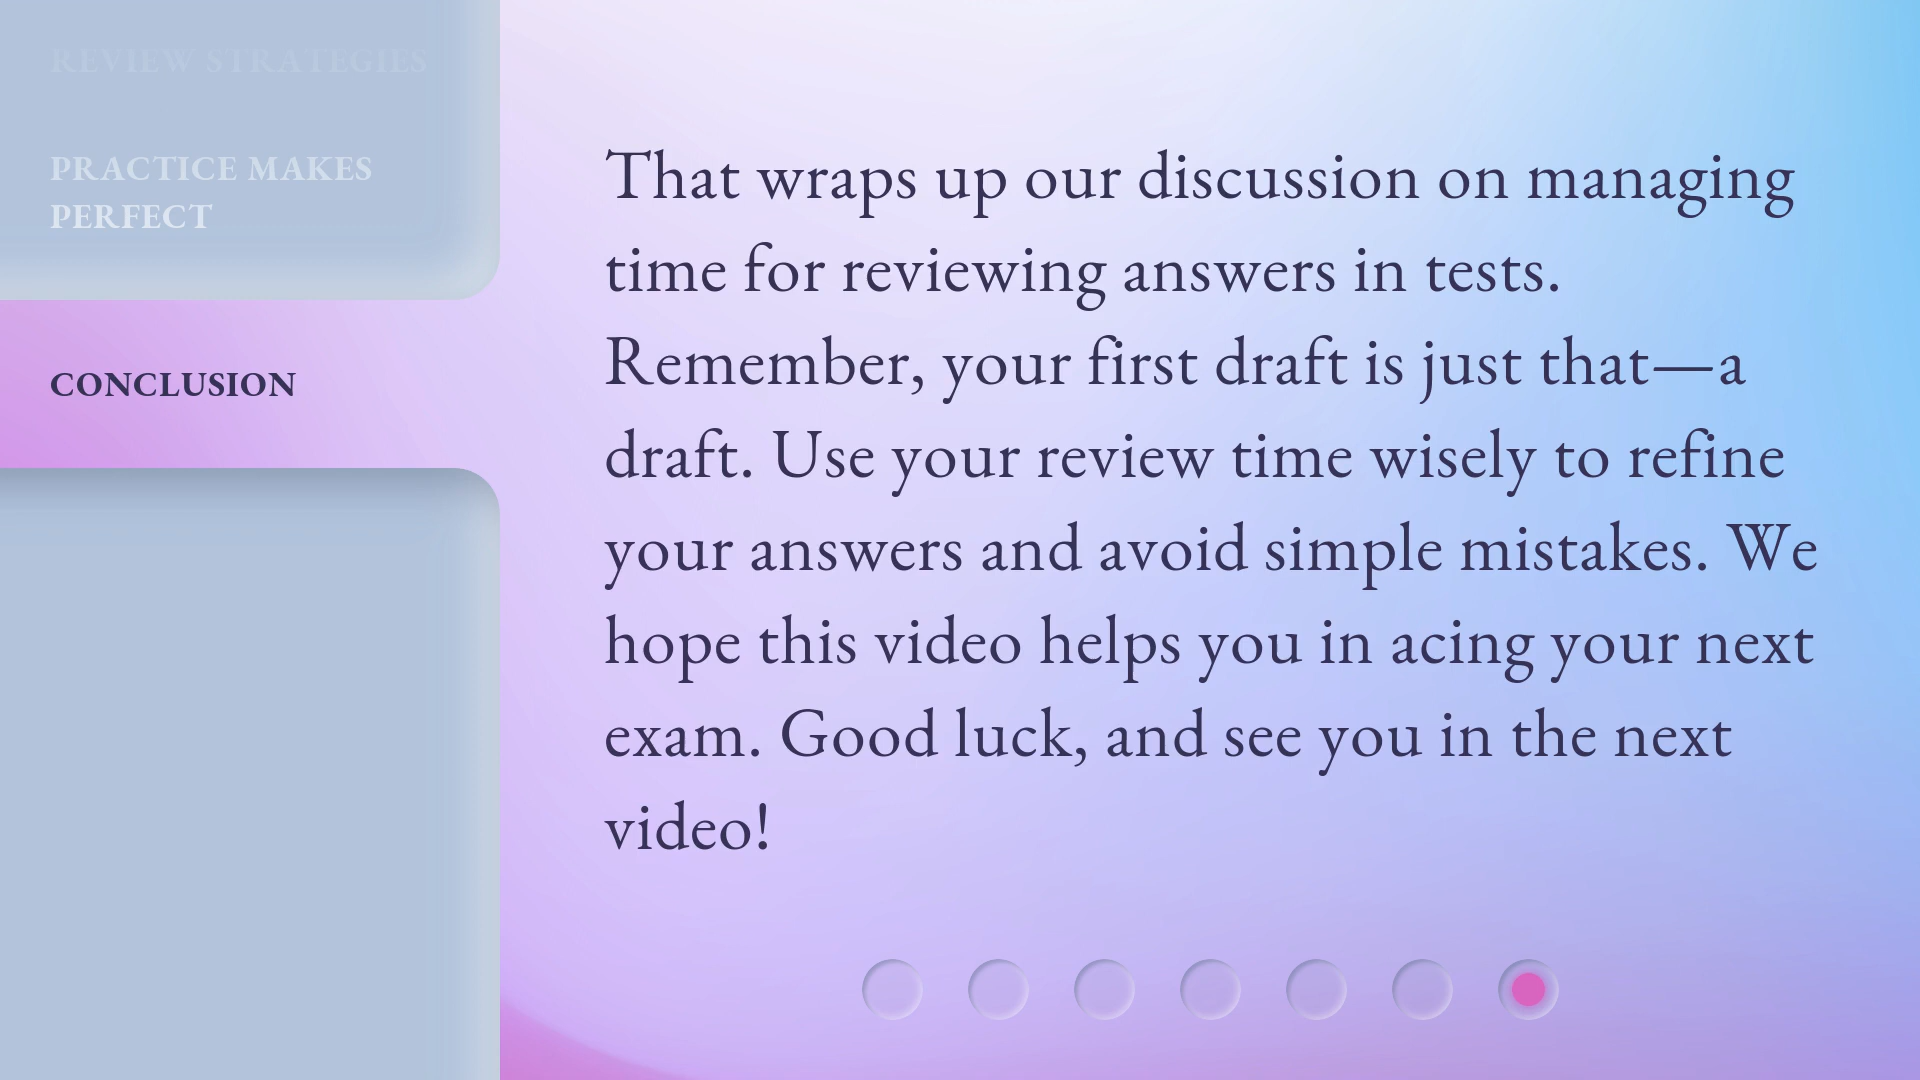 REVIEW STRATEGIES
PRACTICE MAKES
PERFECT
CONCLUSION
That wraps up our discussion on managing
time for reviewing answers in tests.
Remember, your first draft is just that—a
draft. Use your review time wisely to refine
your answers and avoid simple mistakes. We
hope this video helps you in acing your next
exam. Good luck, and see you in the next
video!